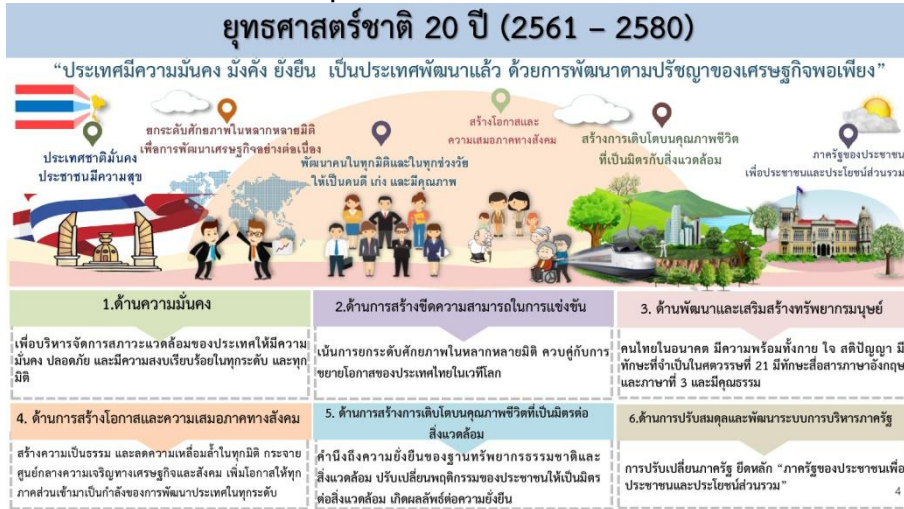 ยุทธศาสตร์ชาติ 20 ปี (2561 – 2580)
“ประเทศมีความมั่นคง มั่งคั่ง ยั่งยืน เป็นประเทศพัฒนาแล้ว ด้วยการพัฒนาตามปรัชญาของเศรษฐกิจพอเพียง”
ประเทศชาติมั่นคง
ประชาชนมีความสุข
ยกระดับศักยภาพในหลากหลายมิติ
เพื่อการพัฒนาเศรษฐกิจอย่างต่อเนื่อง
พัฒนาคนในทุกมิติและในทุกช่วงวัย
ให้เป็นคนดี เก่ง และมีคุณภาพ
สร้างโอกาสและ
ความเสมอภาคทางสังคม
สร้างการเติบโตบนคุณภาพชีวิต
ที่เป็นมิตรกับสิ่งแวดล้อม
ภาครัฐของประชาชน
เพื่อประชาชนและประโยชน์ส่วนรวม
1.ด้านความมั่นคง
เพื่อบริหารจัดการสภาวะแวดล้อมของประเทศให้มีความ
มั่นคง ปลอดภัย และมีความสงบเรียบร้อยในทุกระดับ และทุก
มิติ
2.ด้านการสร้างขีดความสามารถในการแข่งขัน
เน้นการยกระดับศักยภาพในหลากหลายมิติ ควบคู่กับการ
ขยายโอกาสของประเทศไทยในเวทีโลก
3. ด้านพัฒนาและเสริมสร้างทรัพยากรมนุษย์
คนไทยในอนาคต มีความพร้อมทั้งกาย ใจ สติปัญญา มี
ทักษะที่จำเป็นในศตวรรษที่ 21 มีทักษะสื่อสารภาษาอังกฤษ
และภาษาที่ 3 และมีคุณธรรม
4. ด้านการสร้างโอกาสและความเสมอภาคทางสังคม
สร้างความเป็นธรรม และลดความเหลื่อมล้ำในทุกมิติ กระจาย
ศูนย์กลางความเจริญทางเศรษฐกิจและสังคม เพิ่มโอกาสให้ทุก
ภาคส่วนเข้ามาเป็นกำลังของการพัฒนาประเทศในทุกระดับ
5. ด้านการสร้างการเติบโตบนคุณภาพชีวิตที่เป็นมิตรต่อ
สิ่งแวดล้อม
คำนึงถึงความยั่งยืนของฐานทรัพยากรธรรมชาติและ
สิ่งแวดล้อม ปรับเปลี่ยนพฤติกรรมของประชาชนให้เป็นมิตร
ต่อสิ่งแวดล้อม เกิดผลลัพธ์ต่อความยั่งยืน
6.ด้านการปรับสมดุลและพัฒนาระบบการบริหารภาครัฐ
การปรับเปลี่ยนภาครัฐ ยึดหลัก “ภาครัฐของประชาชนเพื่อ
ประชาชนและประโยชน์ส่วนรวม”
4